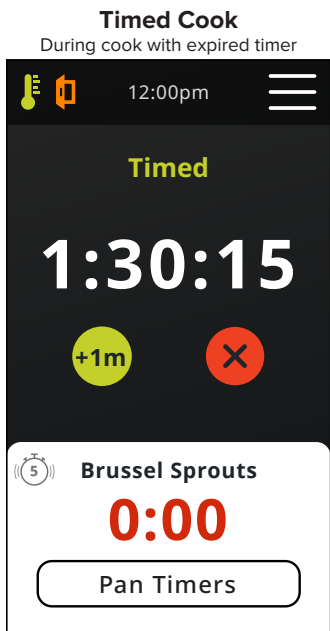 Timed Cook
During cook with expired timer
12:00pm
Timed
1:30:15
+1m
5
Brussel Sprouts
0:00
Pan Timers